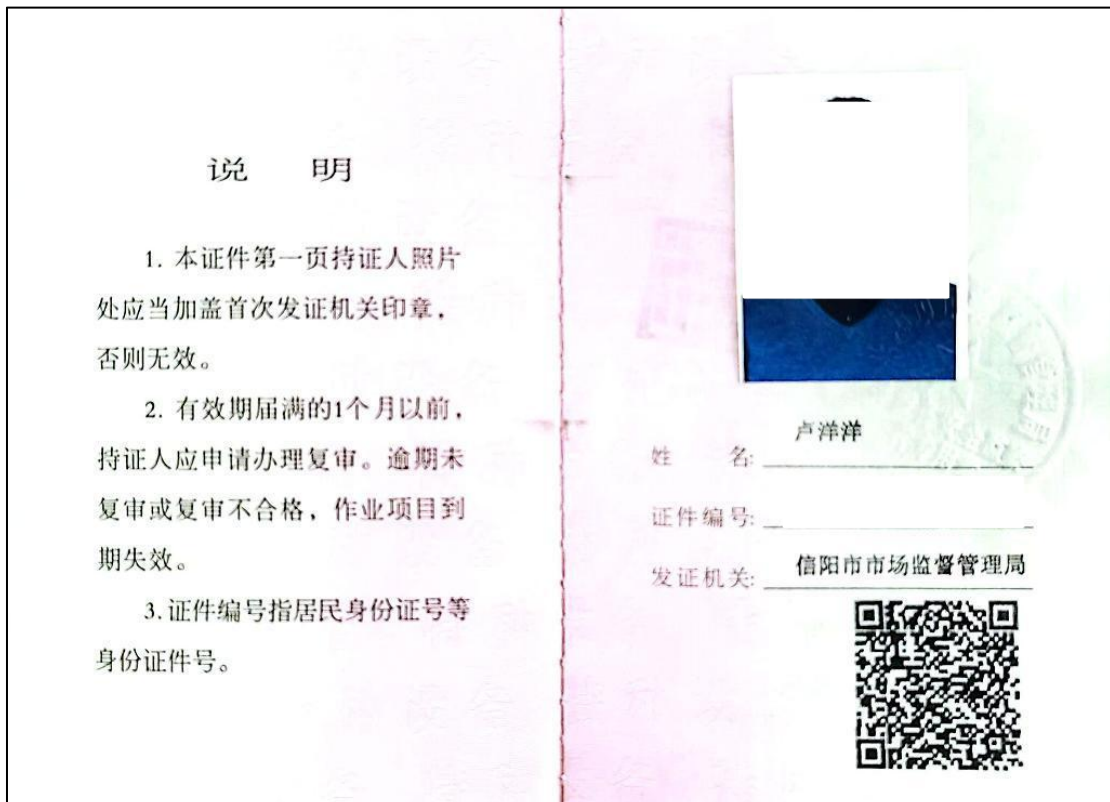 说 明
1. 本证件第一页持证人照片
处应当加盖首次发证机关印章，
否则无效。
2. 有效期届满的1个月以前，
持证人应申请办理复审。逾期未
复审或复审不合格，作业项目到
期失效。
3.证件编号指居民身份证号等
身份证件号。
姓 名: 卢洋洋
证件编号:
发证机关: 信阳市市场监督管理局